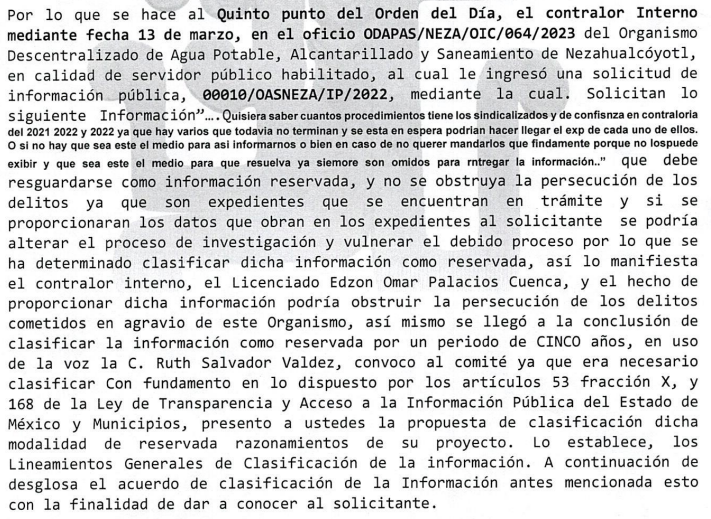 Por lo que se hace al Quinto punto del Orden del Día, el contralor Interno
mediante fecha 13 de marzo, en el oficio ODAPAS/NEZA/OIC/064/2023 del Organismo
Descentralizado de Agua Potable, Alcantarillado y Saneamiento de Nezahualcóyotl,
en calidad de servidor público habilitado, al cual le ingresó una solicitud de
información pública, 00010/OASNEZA/IP/2022, mediante la cual. Solicitan lo
siguiente Información"….Quisiera saber cuantos procedimientos tiene los sindicalizados y de confisnza en contraloria
del 2021 2022 y 2022 ya que hay varios que todavia no terminan y se esta en espera podrian hacer llegar el exp de cada uno de ellos.
O si no hay que sea este el medio para asi informarnos o bien en caso de no querer mandarlos que findamente porque no lospuede
exibir y que sea este el medio para que resuelva ya siemore son omidos para rntregar la información.." que debe
resguardarse como información reservada, y no se obstruya la persecución de los
delitos ya que son expedientes que se encuentran en trámite y si se
proporcionaran los datos que obran en los expedientes al solicitante se podría
alterar el proceso de investigación y vulnerar el debido proceso por lo que se
ha determinado clasificar dicha información como reservada, así lo manifiesta
el contralor interno, el Licenciado Edzon Omar Palacios Cuenca, y el hecho de
proporcionar dicha información podría obstruir la persecución de los delitos
cometidos en agravio de este Organismo, así mismo se llegó a la conclusión de
clasificar la información como reservada por un periodo de CINCO años, en uso
de la voz la C. Ruth Salvador Valdez, convoco al comité ya que era necesario
clasificar Con fundamento en lo dispuesto por los artículos 53 fracción X, y
168 de la Ley de Transparencia y Acceso a la Información Pública del Estado de
México y Municipios, presento a ustedes la propuesta de clasificación dicha
modalidad de reservada razonamientos de su proyecto. Lo establece, los
Lineamientos Generales de Clasificación de la información. A continuación de
desglosa el acuerdo de clasificación de la Información antes mencionada esto
con la finalidad de dar a conocer al solicitante.